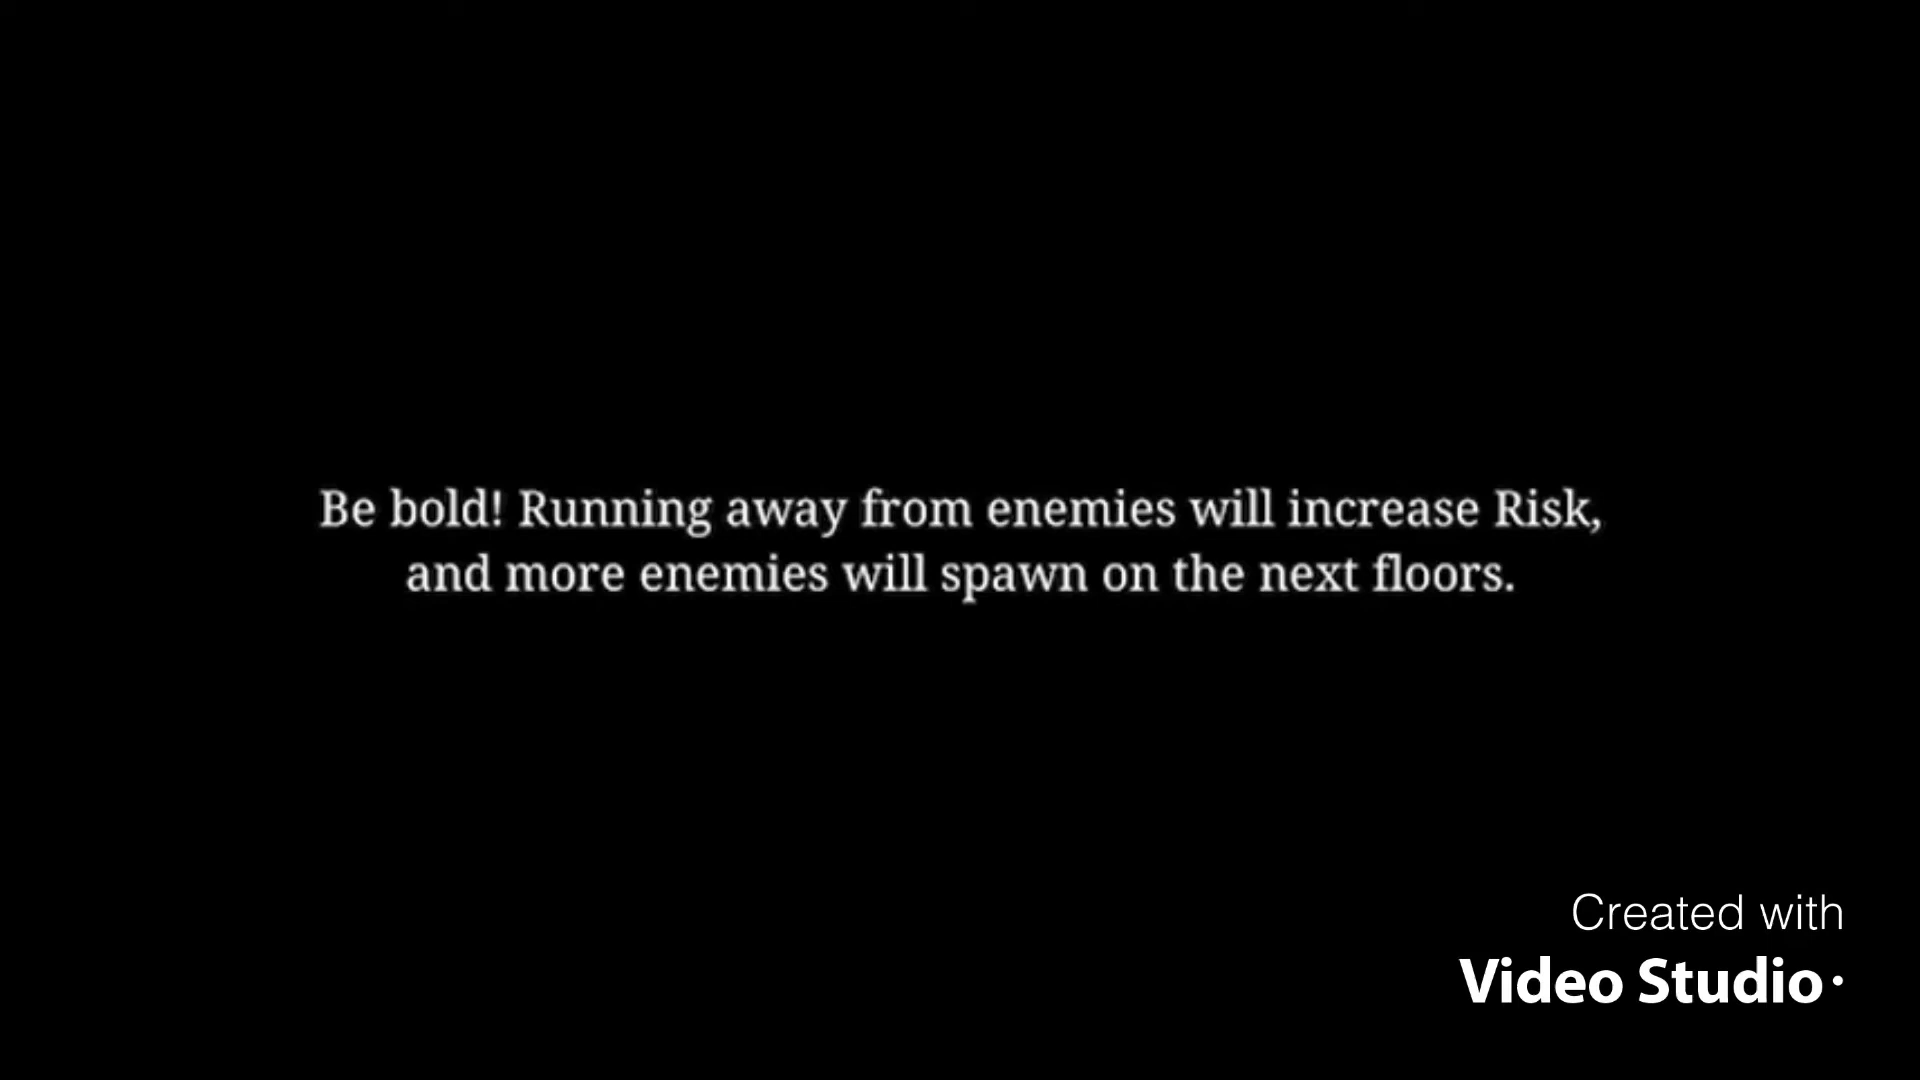 Be bold! Running away from enemies will increase Risk,
and more enemies will spawn on the next floors.
Created with
Video Studio·